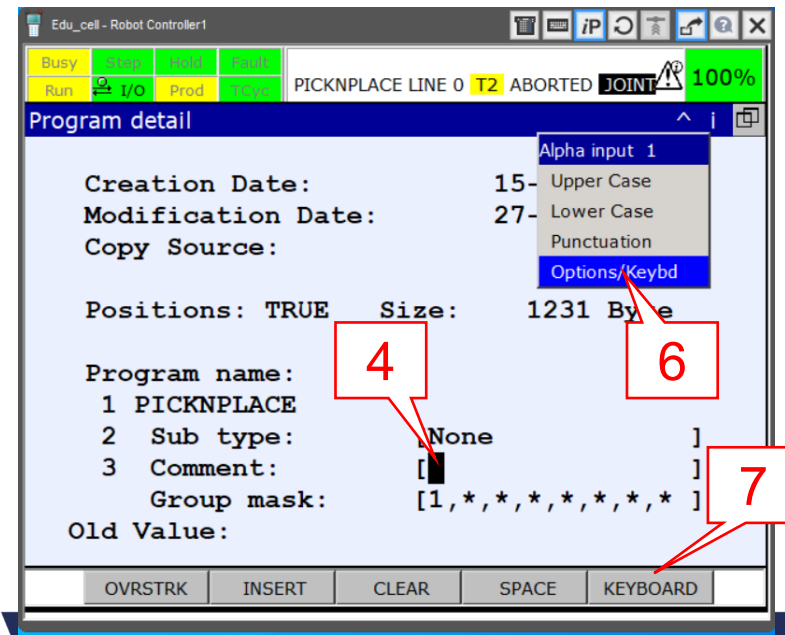 Edu_cell - Robot Controller1
iP
Busy Step Hold Fault
Run I/O Prod TCyc
PICKNPLACE LINE 0 T2 ABORTED JOINT 100%
Program detail
i
Alpha input 1
Upper Case
Lower Case
Punctuation
Options/Keybd
Creation Date: 15-
Modification Date: 27-
Copy Source:
Positions: TRUE Size: 1231 Byte
4
6
Program name:
1 PICKNPLACE
2 Sub type: [None ]
3 Comment: [ ]
7
Group mask: [1,*,*,*,*,*,*,* ]
Old Value:
OVRSTRK INSERT CLEAR SPACE KEYBOARD